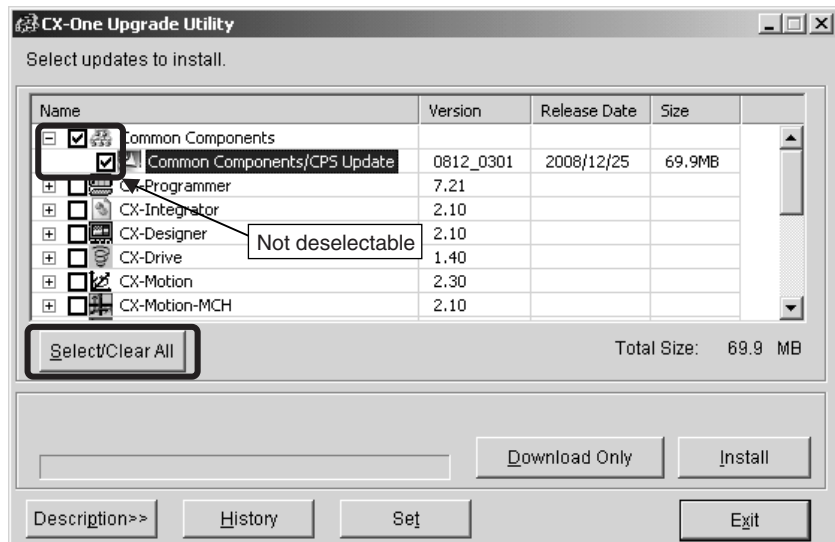 CX-One Upgrade Utility
Select updates to install.
Name Version Release Date Size
Common Components
Common Components/CPS Update 0812_0301 2008/12/25 69.9MB
CX-Programmer 7.21
CX-Integrator 2.10
CX-Designer 2.10
Not deselectable
CX-Drive 1.40
CX-Motion 2.30
CX-Motion-MCH 2.10
Select/Clear All Total Size: 69.9 MB
Download Only Install
Description>> History Set Exit